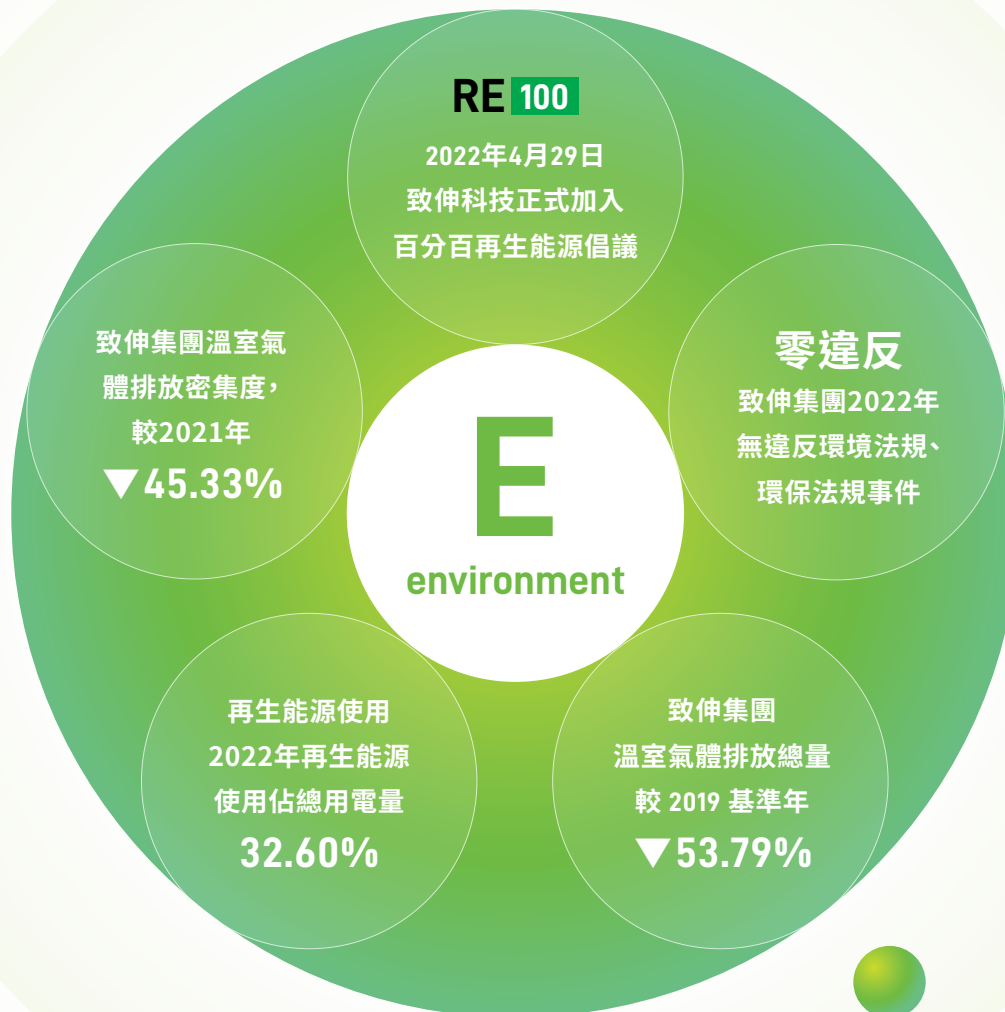 RE 100
2022年4月29日
致伸科技正式加入
百分百再生能源倡議
致伸集團溫室氣
體排放密集度，
較2021年
▼45.33%
零違反
致伸集團2022年
無違反環境法規、
環保法規事件
E
environment
再生能源使用
2022年再生能源
使用佔總用電量
32.60%
致伸集團
溫室氣體排放總量
較 2019 基準年
▼53.79%